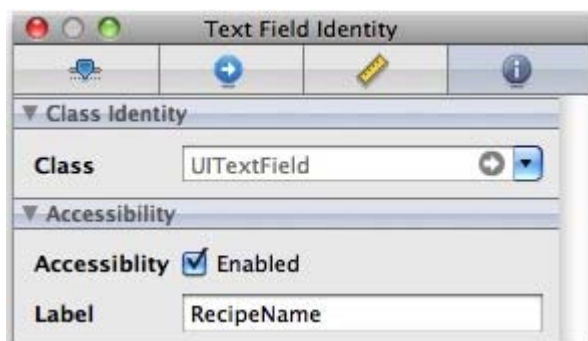 Text Field Identity
Class Identity
Class UITextField
Accessibility
Accessiblity Enabled
Label RecipeName